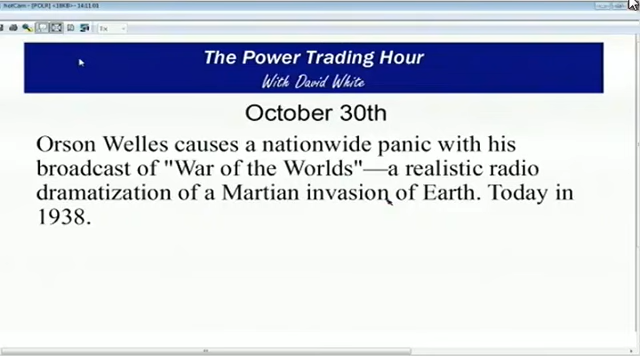 The Power Trading Hour
With David White
October 30th
Orson Welles causes a nationwide panic with his
broadcast of "War of the Worlds"—a realistic radio
dramatization of a Martian invasion of Earth. Today in
1938.